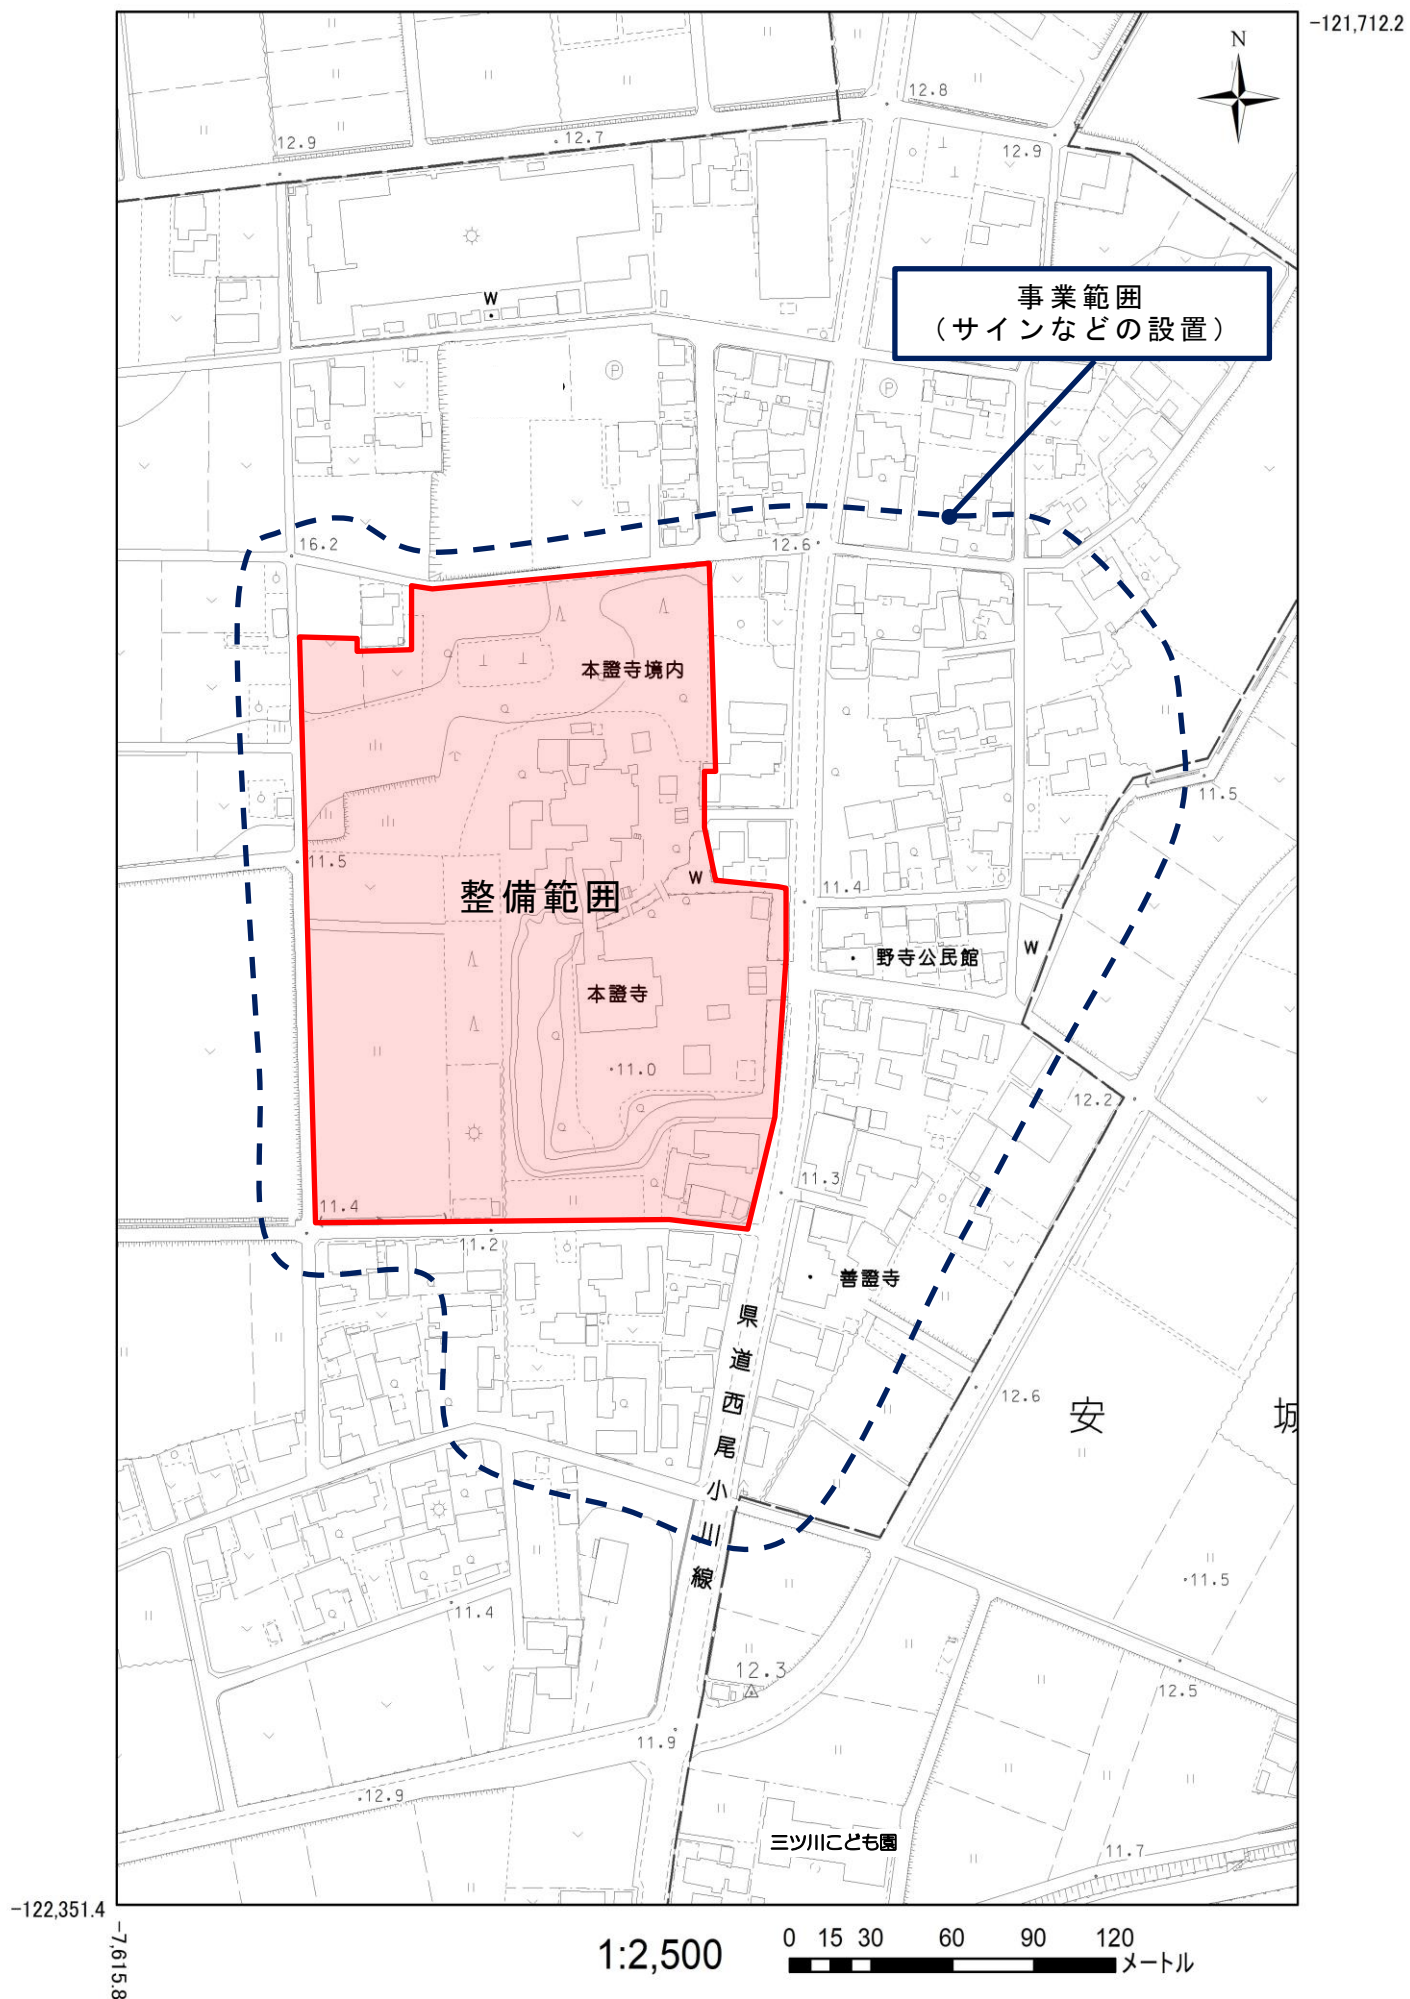 -121,712.2
N
12.8
12.9
12.7
12.9
事業範囲
（サインなどの設置）
W
P
P
16.2
12.6
本證寺境内
11.5
11.5
整備範囲
W
11.4
野寺公民館
W
本證寺
11.0
12.2
11.3
11.4
11.2
善證寺
県道西尾小川線
12.6
安城
11.5
11.4
12.3
12.5
11.9
12.9
三ツ川こども園
11.7
-122,351.4
-7,615.8
1:2,500
0 15 30 60 90 120
メートル